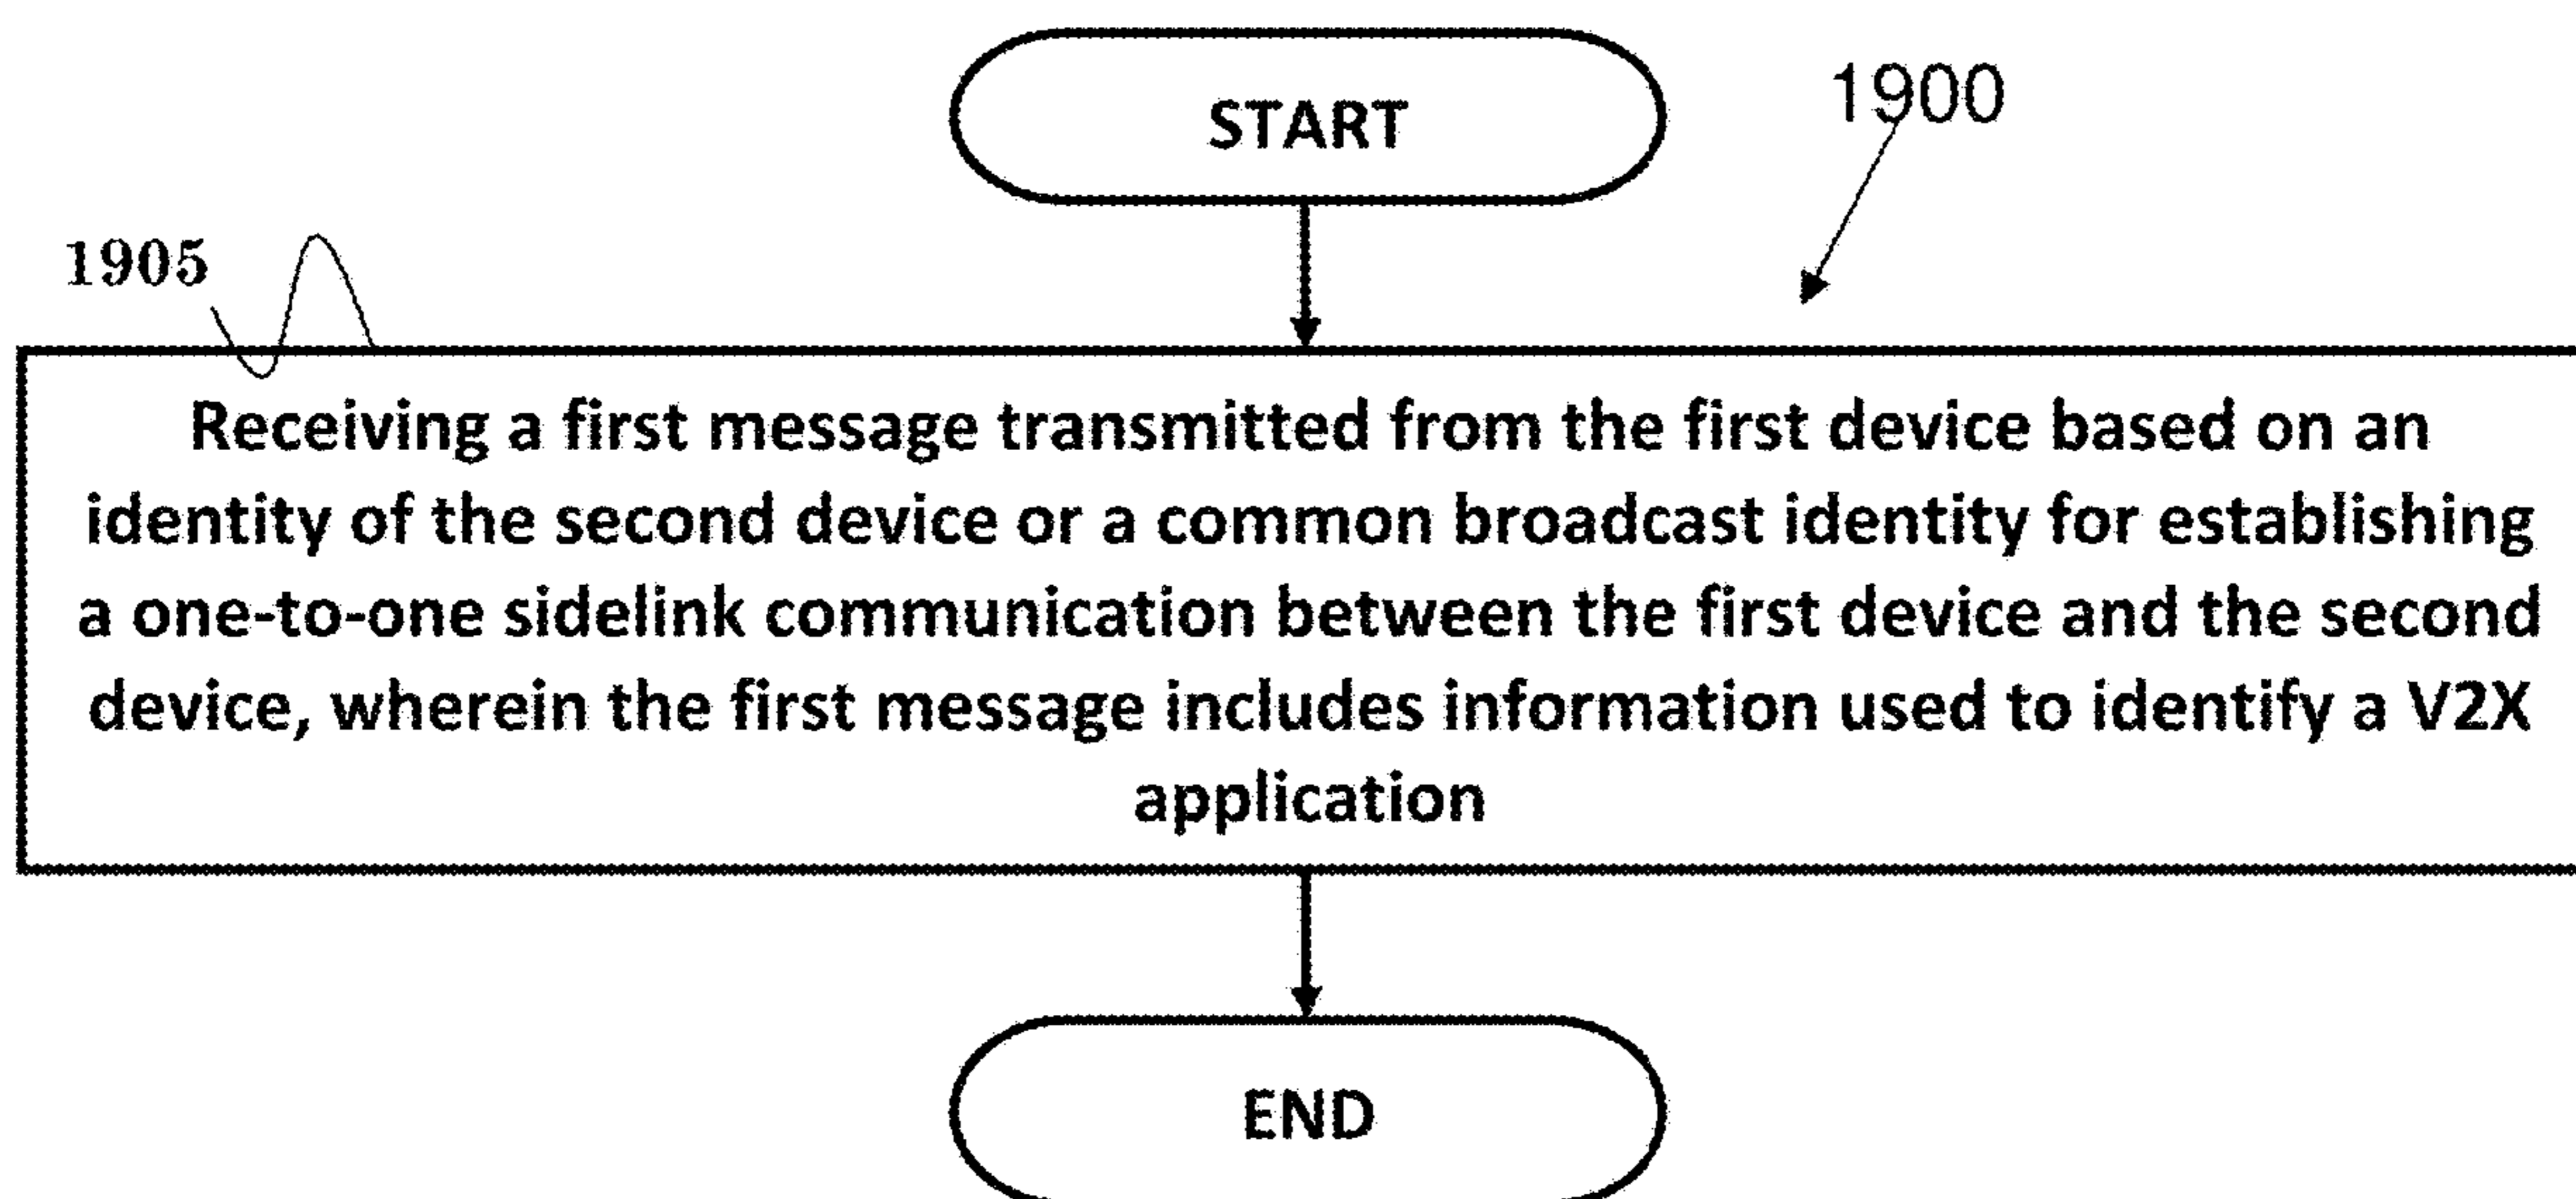 START
1900
1905
Receiving a first message transmitted from the first device based on an
identity of the second device or a common broadcast identity for establishing
a one-to-one sidelink communication between the first device and the second
device, wherein the first message includes information used to identify a V2X
application
END